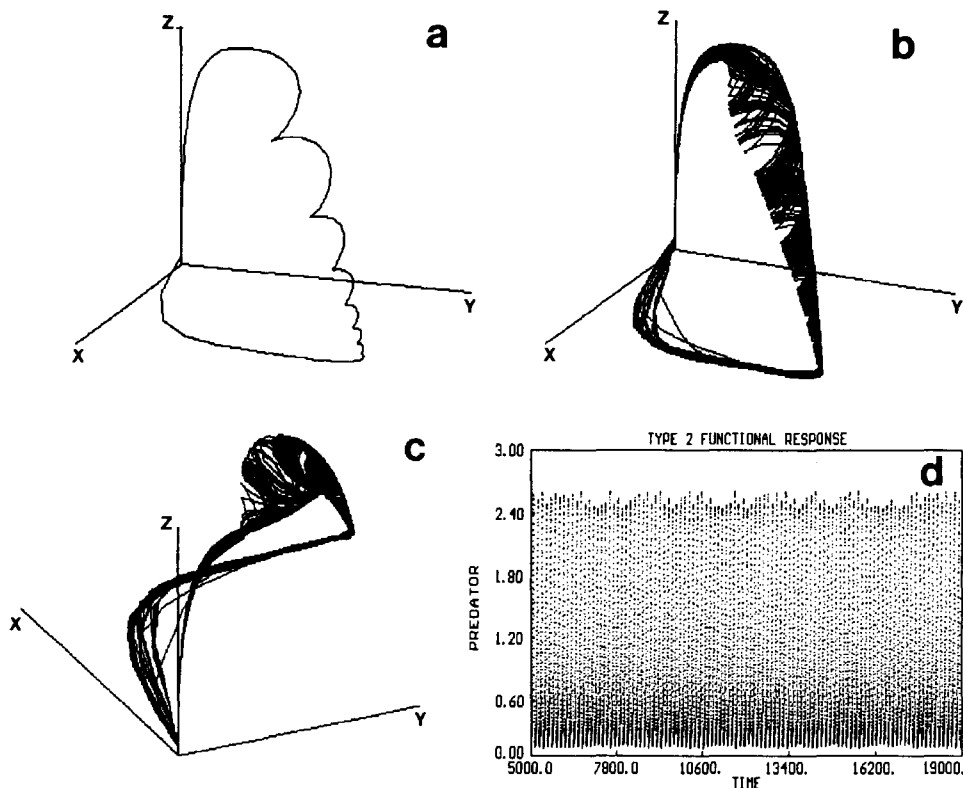 a
Z
Y
X
b
Z
Y
X
c
Z
X
Y
TYPE 2 FUNCTIONAL RESPONSE
d
3.00
2.40
1.80
1.20
0.60
0.00
PREDATOR
5000.0 7800.0 10600. 13400. 16200. 19000.
TIME